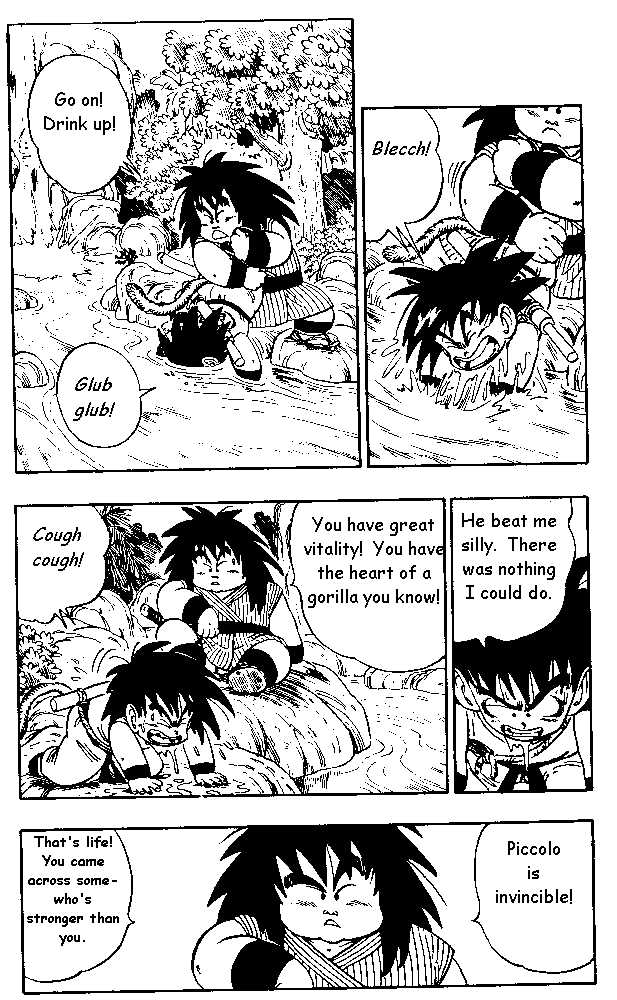 Go on!
Drink up!
Glub
glub!
Blecch!
Cough
cough!
You have great
vitality! You have
the heart of a
gorilla you know!
He beat me
silly. There
was nothing
I could do.
That's life!
You came
across some-
who's
stronger than
you.
Piccolo
is
invincible!